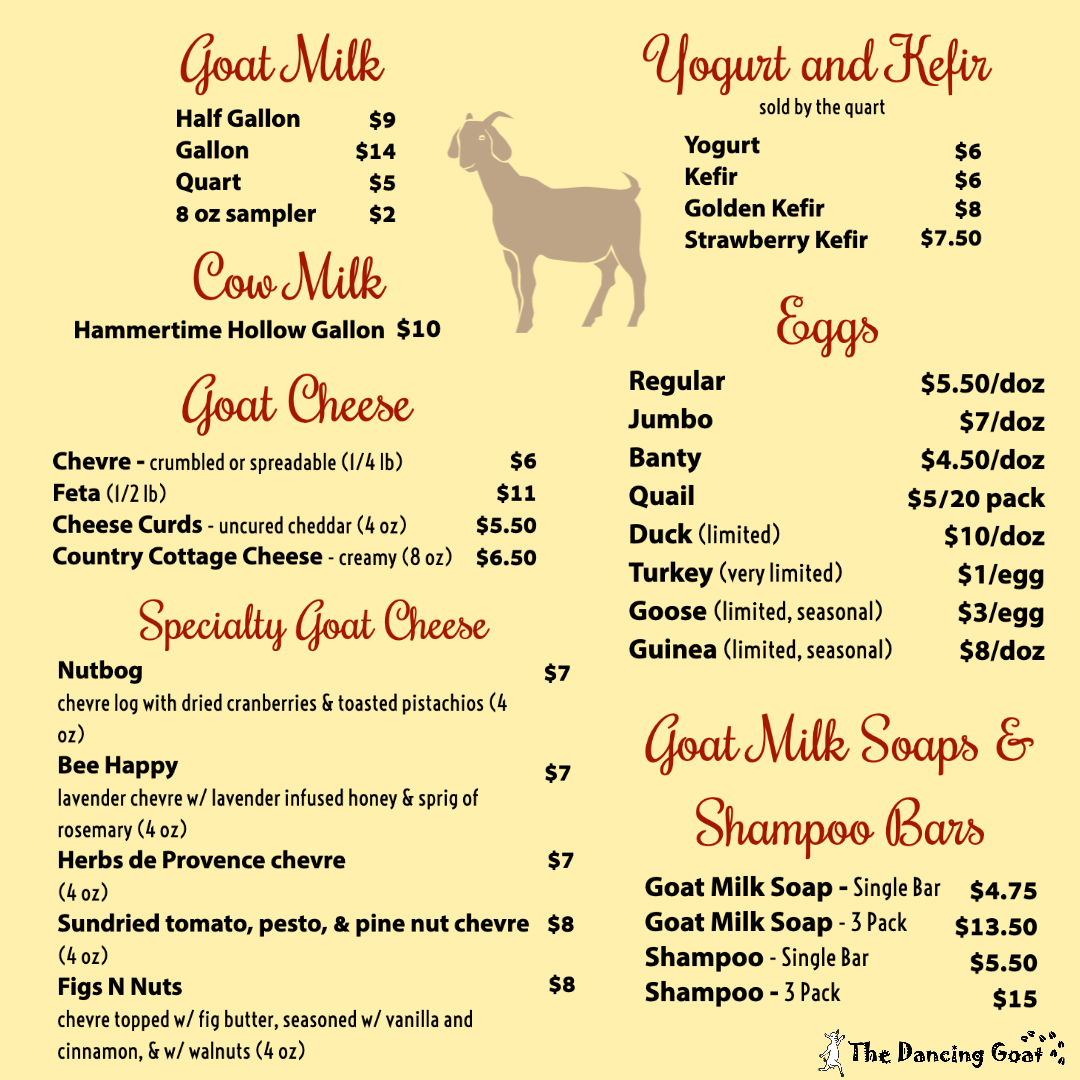 Goat Milk
Half Gallon $9
Gallon $14
Quart $5
8 oz sampler $2
Cow Milk
Hammertime Hollow Gallon $10
Goat Cheese
Chevre - crumbled or spreadable (1/4 lb) $6
Feta (1/2 lb) $11
Cheese Curds - uncured cheddar (4 oz) $5.50
Country Cottage Cheese - creamy (8 oz) $6.50
Specialty Goat Cheese
Nutbog $7
chevre log with dried cranberries & toasted pistachios (4
oz)
Bee Happy $7
lavender chevre w/ lavender infused honey & sprig of
rosemary (4 oz)
Herbs de Provence chevre $7
(4 oz)
Sundried tomato, pesto, & pine nut chevre $8
(4 oz)
Figs N Nuts $8
chevre topped w/ fig butter, seasoned w/ vanilla and
cinnamon, & w/ walnuts (4 oz)
Yogurt and Kefir
sold by the quart
Yogurt $6
Kefir $6
Golden Kefir $8
Strawberry Kefir $7.50
Eggs
Regular $5.50/doz
Jumbo $7/doz
Banty $4.50/doz
Quail $5/20 pack
Duck (limited) $10/doz
Turkey (very limited) $1/egg
Goose (limited, seasonal) $3/egg
Guinea (limited, seasonal) $8/doz
Goat Milk Soaps &
Shampoo Bars
Goat Milk Soap - Single Bar $4.75
Goat Milk Soap - 3 Pack $13.50
Shampoo - Single Bar $5.50
Shampoo - 3 Pack $15
The Dancing Goat